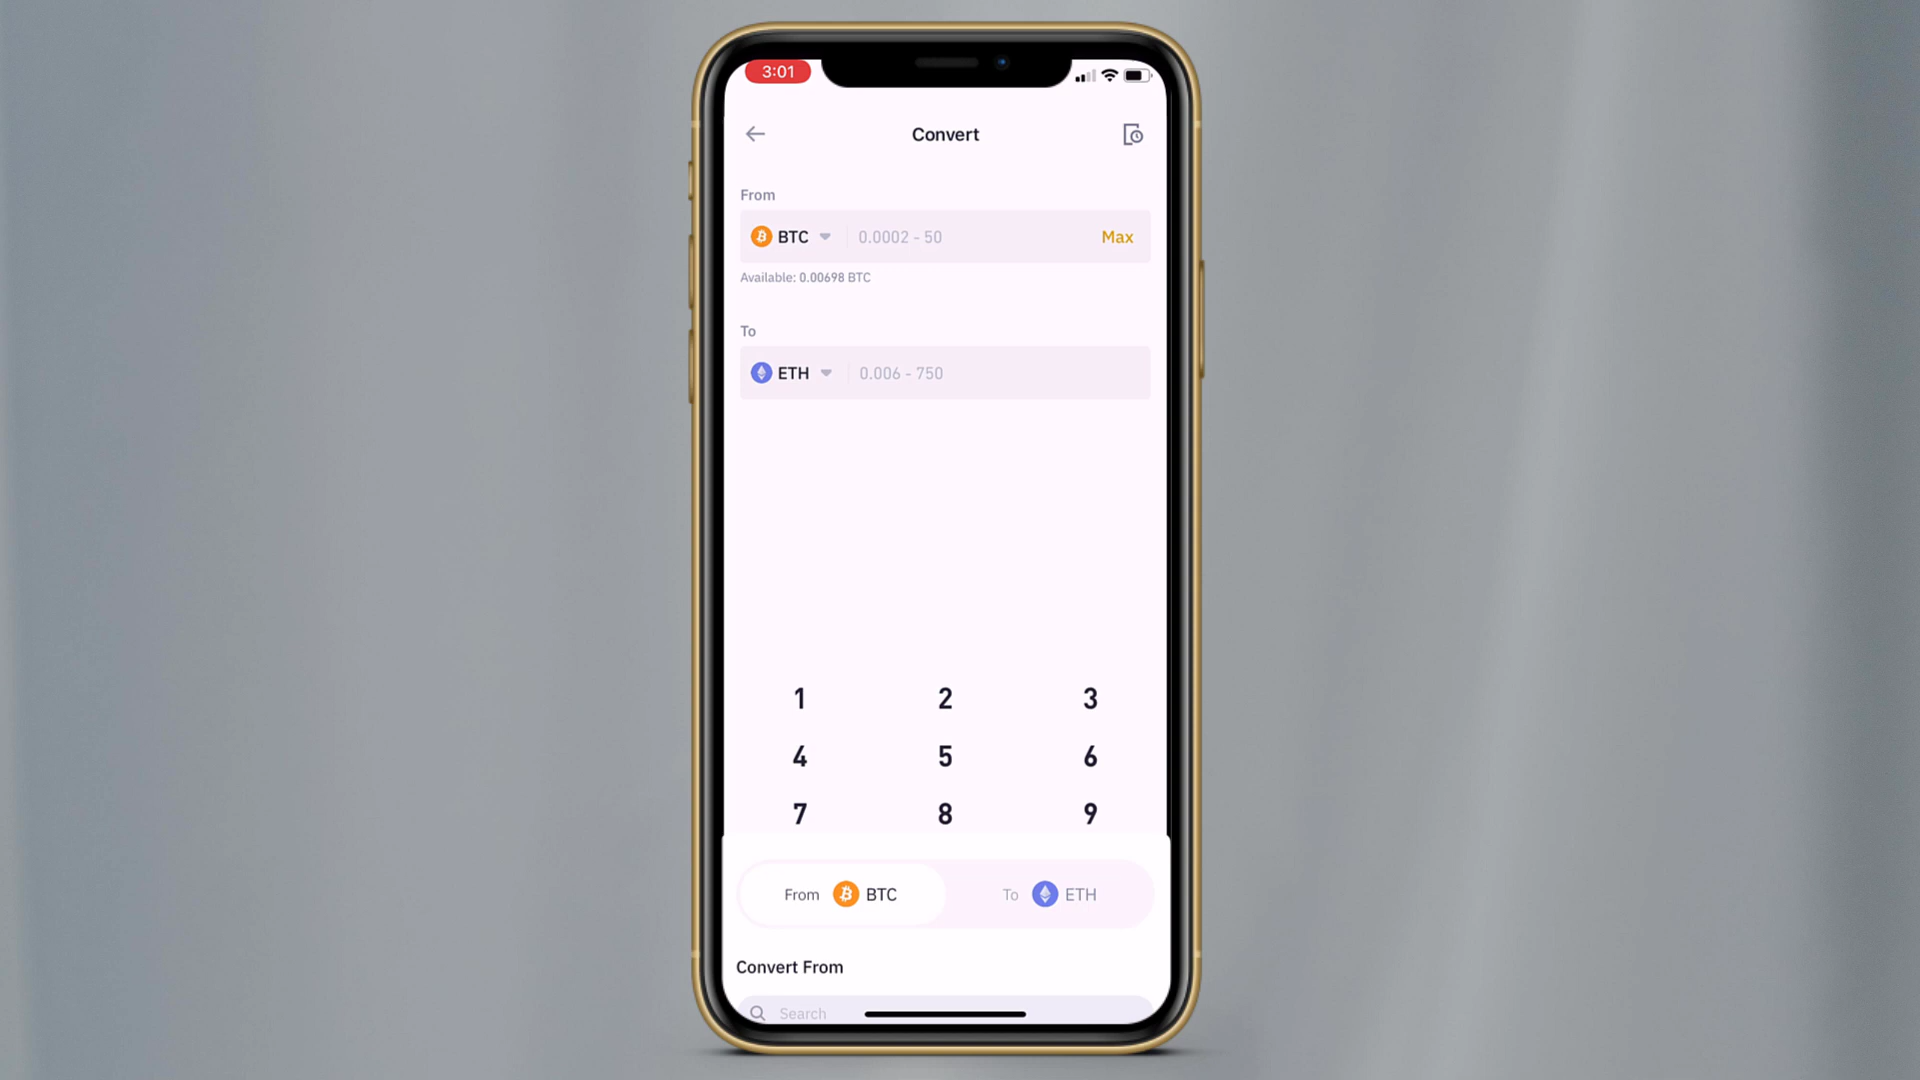 3:01
Convert
From
BTC 0.0002 - 50 Max
Available: 0.00698 BTC
To
ETH 0.006 - 750
1 2 3
4 5 6
7 8 9
From BTC To ETH
Convert From
Search